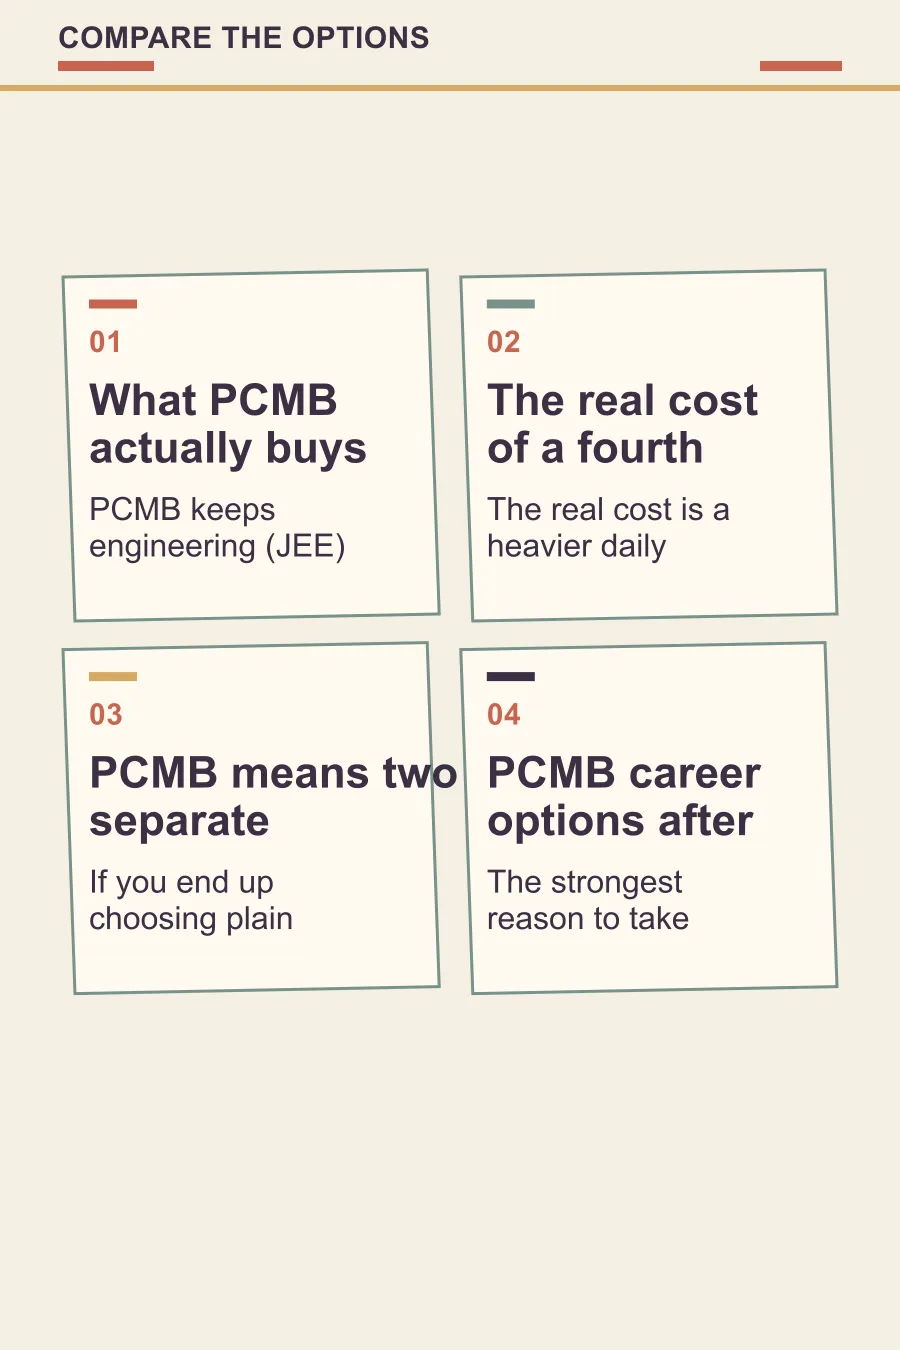 COMPARE THE OPTIONS
01
What PCMB
actually buys
PCMB keeps
engineering (JEE)
02
The real cost
of a fourth
The real cost is a
heavier daily
03
PCMB means two
separate
If you end up
choosing plain
04
PCMB career
options after
The strongest
reason to take